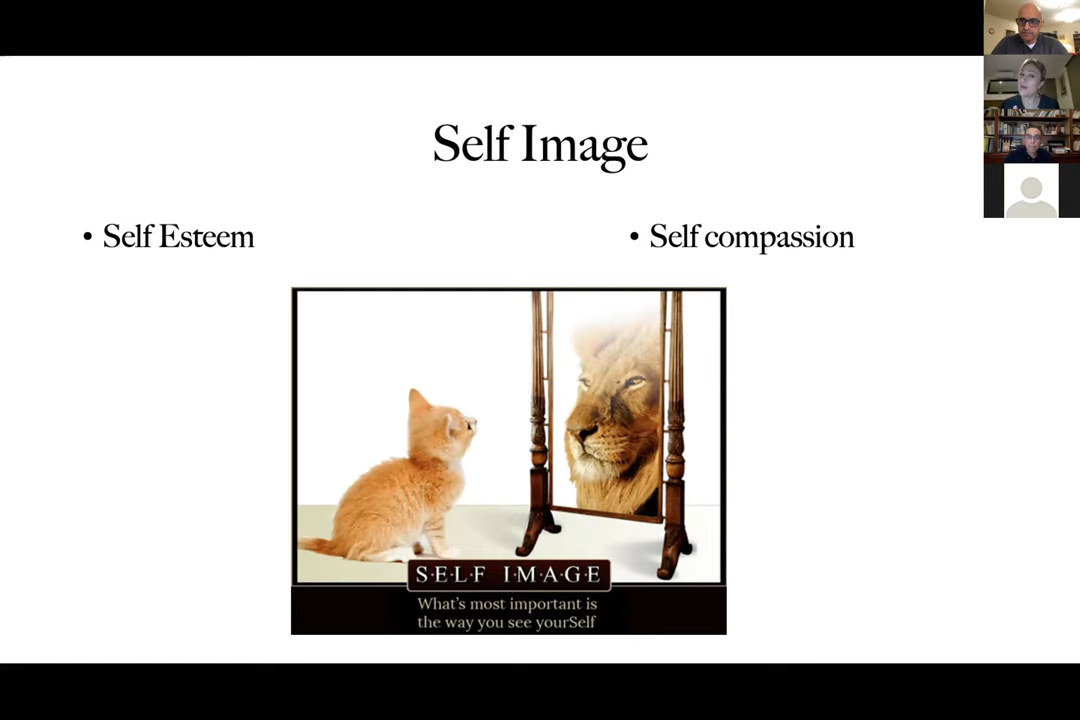 Self Image
• Self Esteem
• Self compassion
S·E·L·F I·M·A·G·E
What's most important is
the way you see yourSelf